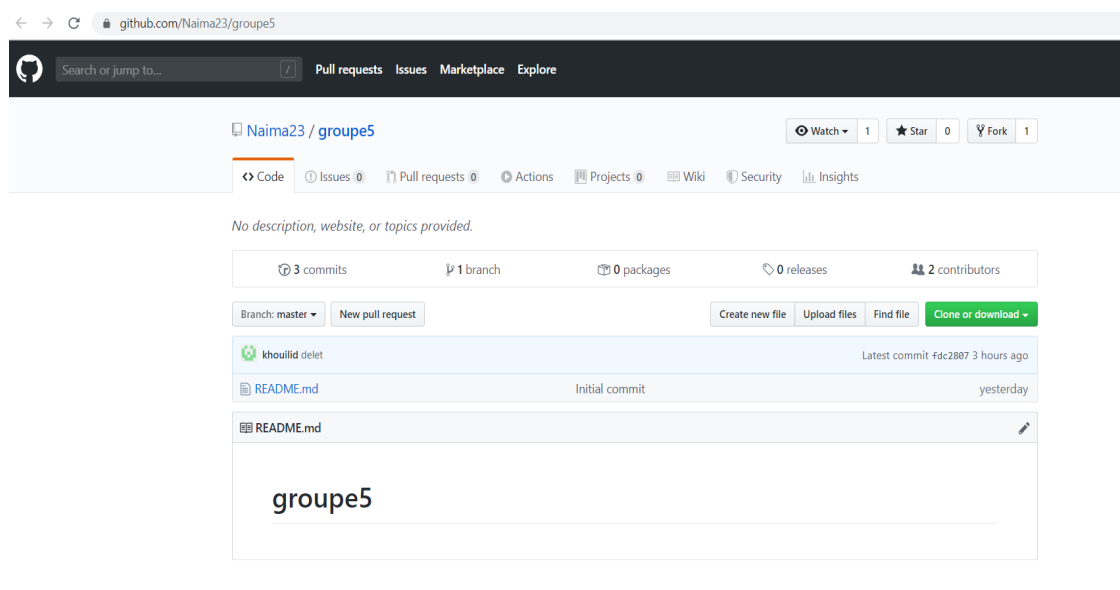 github.com/Naima23/groupe5
Search or jump to... / Pull requests Issues Marketplace Explore
Naima23 / groupe5 Watch 1 Star 0 Fork 1
Code Issues 0 Pull requests 0 Actions Projects 0 Wiki Security Insights
No description, website, or topics provided.
3 commits 1 branch 0 packages 0 releases 2 contributors
Branch: master New pull request Create new file Upload files Find file Clone or download
khouilid delet Latest commit fdc2807 3 hours ago
README.md Initial commit yesterday
README.md
groupe5